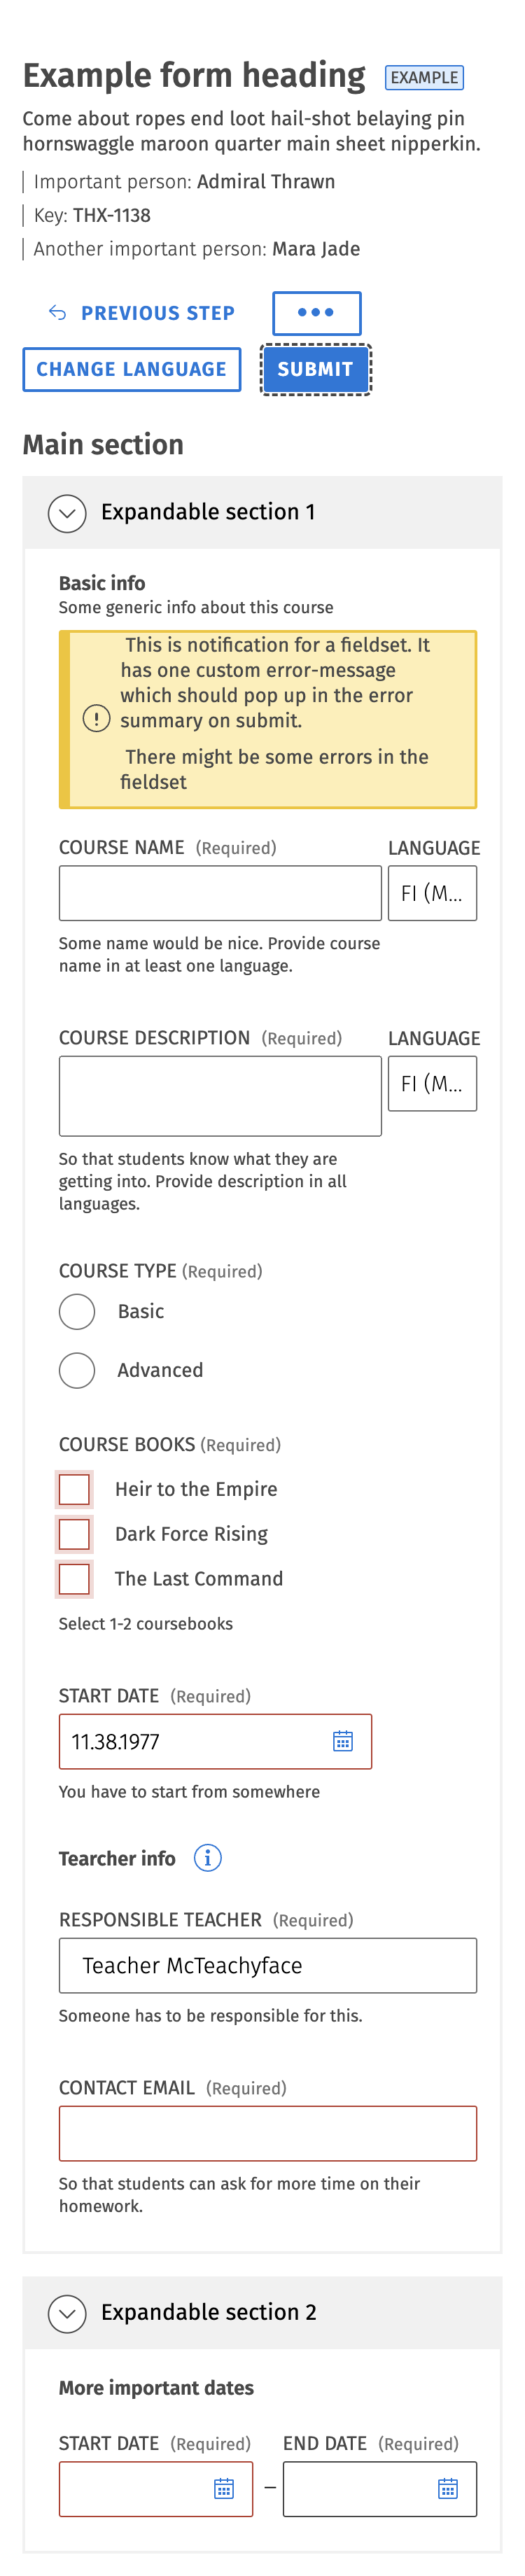 Example form heading EXAMPLE
Come about ropes end loot hail-shot belaying pin
hornswaggle maroon quarter main sheet nipperkin.
Important person: Admiral Thrawn
Key: THX-1138
Another important person: Mara Jade
PREVIOUS STEP •••
CHANGE LANGUAGE SUBMIT
Main section
Expandable section 1
Basic info
Some generic info about this course
This is notification for a fieldset. It
has one custom error-message
which should pop up in the error
summary on submit.
There might be some errors in the
fieldset
COURSE NAME (Required) LANGUAGE
FI (M...
Some name would be nice. Provide course
name in at least one language.
COURSE DESCRIPTION (Required) LANGUAGE
FI (M...
So that students know what they are
getting into. Provide description in all
languages.
COURSE TYPE (Required)
Basic
Advanced
COURSE BOOKS (Required)
Heir to the Empire
Dark Force Rising
The Last Command
Select 1-2 coursebooks
START DATE (Required)
11.38.1977
You have to start from somewhere
Tearcher info
RESPONSIBLE TEACHER (Required)
Teacher McTeachyface
Someone has to be responsible for this.
CONTACT EMAIL (Required)
So that students can ask for more time on their
homework.
Expandable section 2
More important dates
START DATE (Required) END DATE (Required)
–